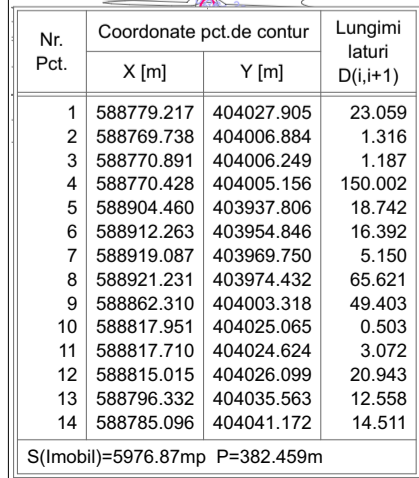 Nr. Pct. Coordonate pct.de contur Lungimi laturi D(i,i+1)
X [m] Y [m]
1 588779.217 404027.905 23.059
2 588769.738 404006.884 1.316
3 588770.891 404006.249 1.187
4 588770.428 404005.156 150.002
5 588904.460 403937.806 18.742
6 588912.263 403954.846 16.392
7 588919.087 403969.750 5.150
8 588921.231 403974.432 65.621
9 588862.310 404003.318 49.403
10 588817.951 404025.065 0.503
11 588817.710 404024.624 3.072
12 588815.015 404026.099 20.943
13 588796.332 404035.563 12.558
14 588785.096 404041.172 14.511
S(Imobil)=5976.87mp P=382.459m